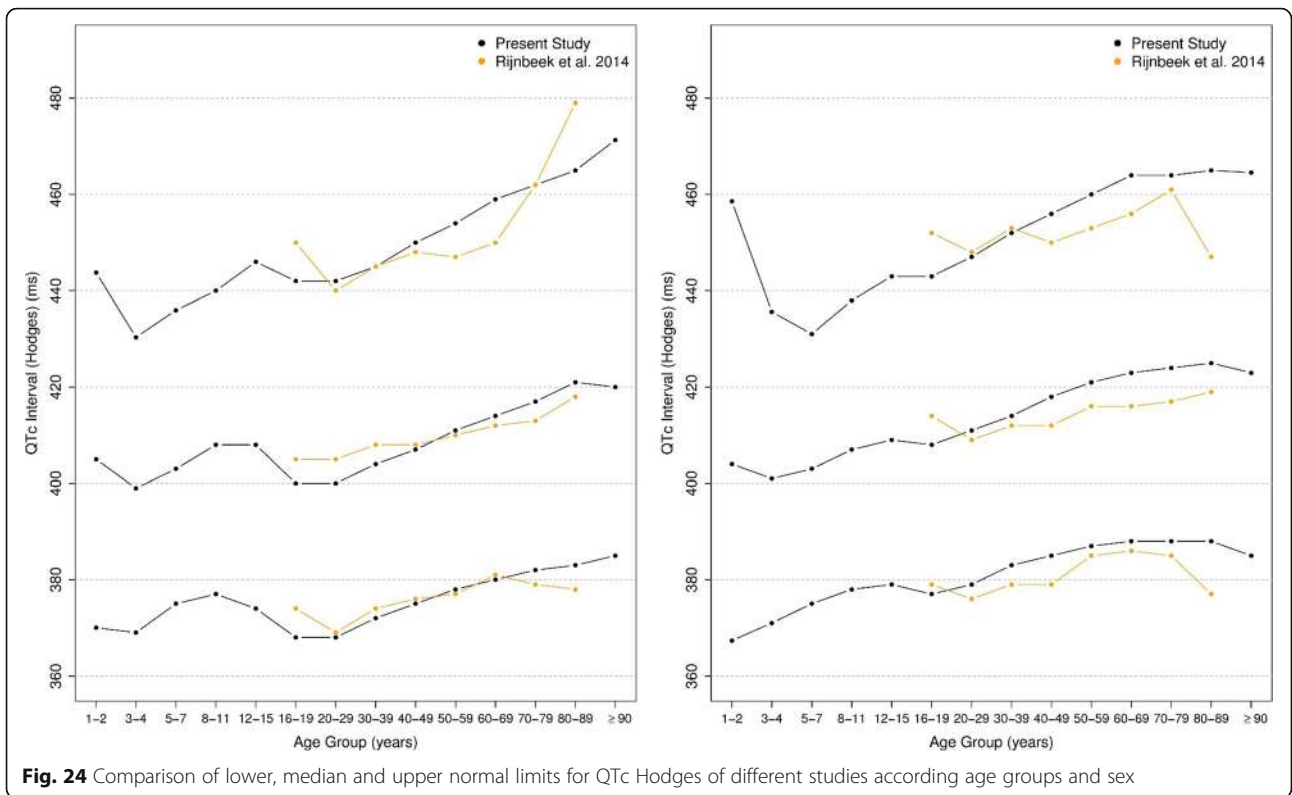 Present Study
Rijnbeek et al. 2014
480
460
440
420
400
380
360
QTc Interval (Hodges) (ms)
1–2 3–4 5–7 8–11 12–15 16–19 20–29 30–39 40–49 50–59 60–69 70–79 80–89 ≥ 90
Age Group (years)
Present Study
Rijnbeek et al. 2014
480
460
440
420
400
380
360
QTc Interval (Hodges) (ms)
1–2 3–4 5–7 8–11 12–15 16–19 20–29 30–39 40–49 50–59 60–69 70–79 80–89 ≥ 90
Age Group (years)
Fig. 24 Comparison of lower, median and upper normal limits for QTc Hodges of different studies according age groups and sex